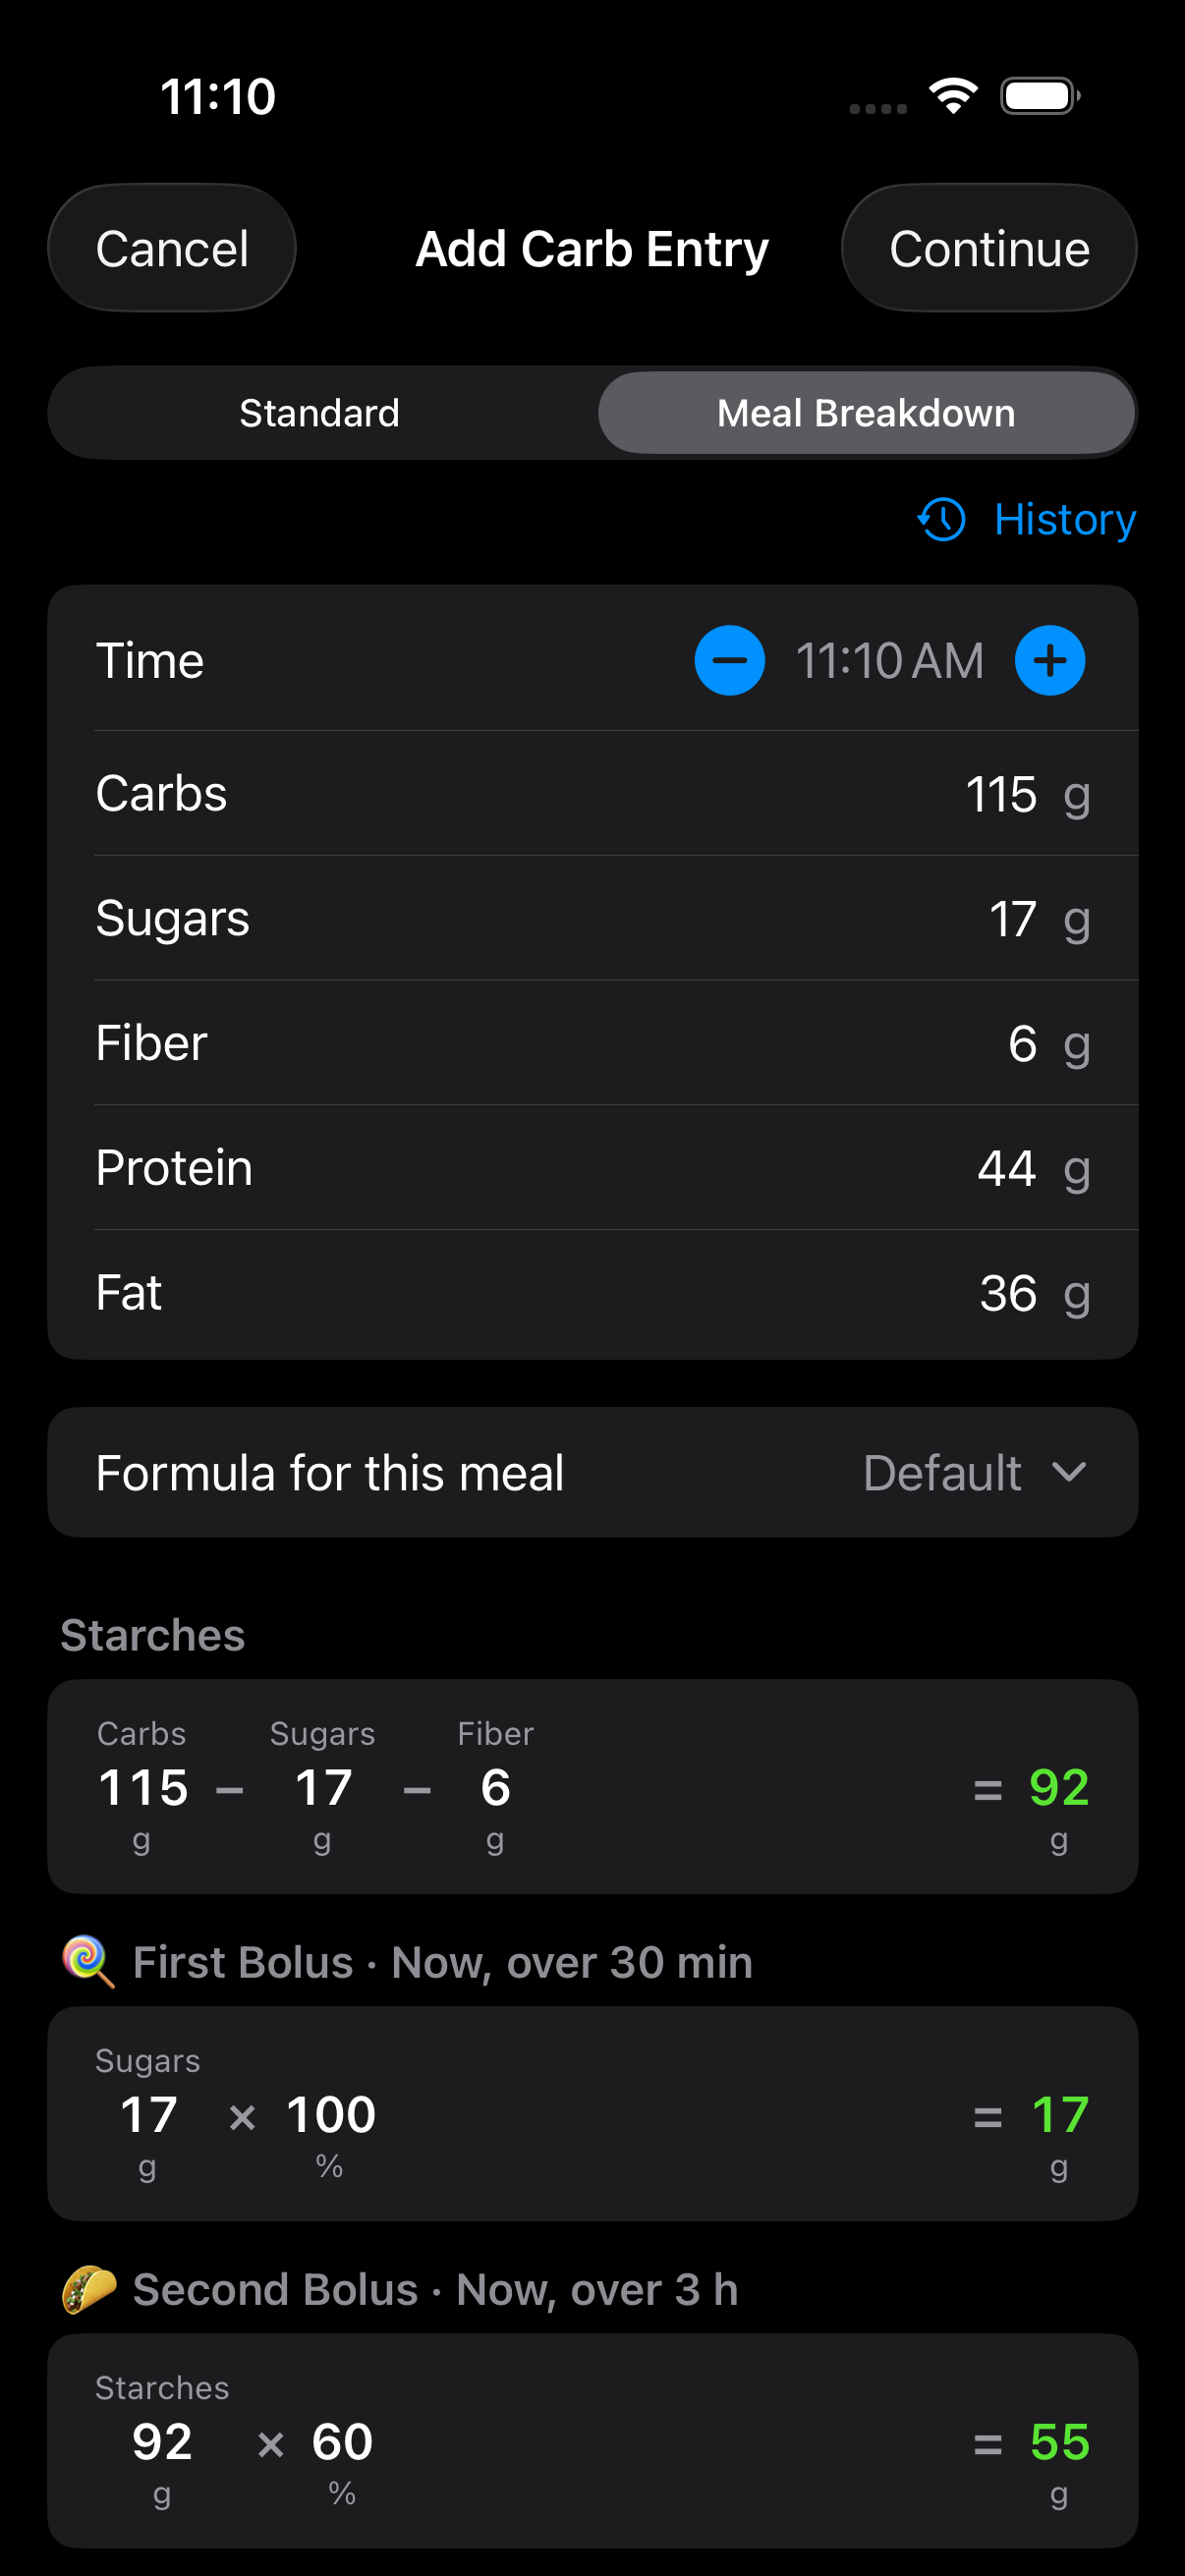 11:10
Cancel Add Carb Entry Continue
Standard Meal Breakdown
History
Time 11:10 AM
Carbs 115 g
Sugars 17 g
Fiber 6 g
Protein 44 g
Fat 36 g
Formula for this meal Default
Starches
Carbs Sugars Fiber
115 – 17 – 6 = 92
g g g g
First Bolus · Now, over 30 min
Sugars
17 × 100 = 17
g % g
Second Bolus · Now, over 3 h
Starches
92 × 60 = 55
g % g